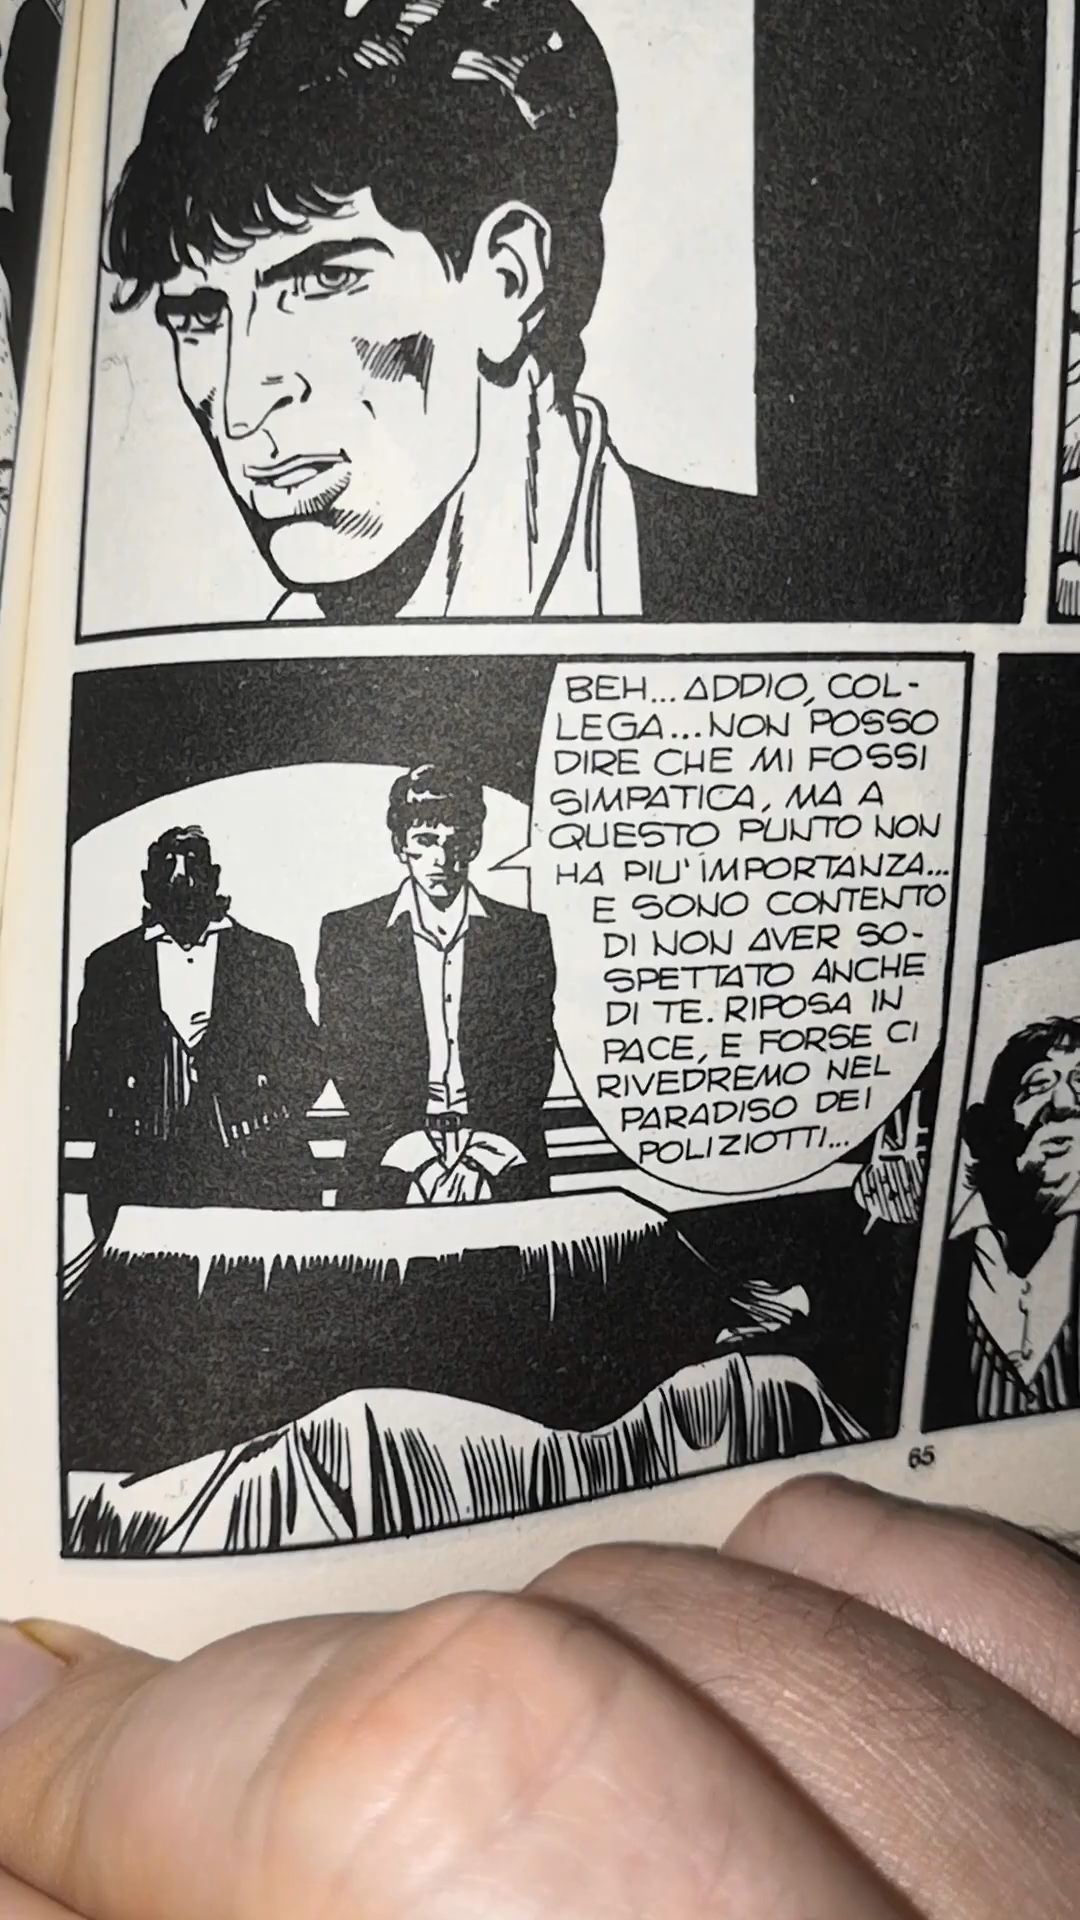 BEH... ADDIO, COL-
LEGA... NON POSSO
DIRE CHE MI FOSSI
SIMPATICA, MA A
QUESTO PUNTO NON
HA PIU' IMPORTANZA...
E SONO CONTENTO
DI NON AVER SO-
SPETTATO ANCHE
DI TE. RIPOSA IN
PACE, E FORSE CI
RIVEDREMO NEL
PARADISO DEI
POLIZIOTTI...
65